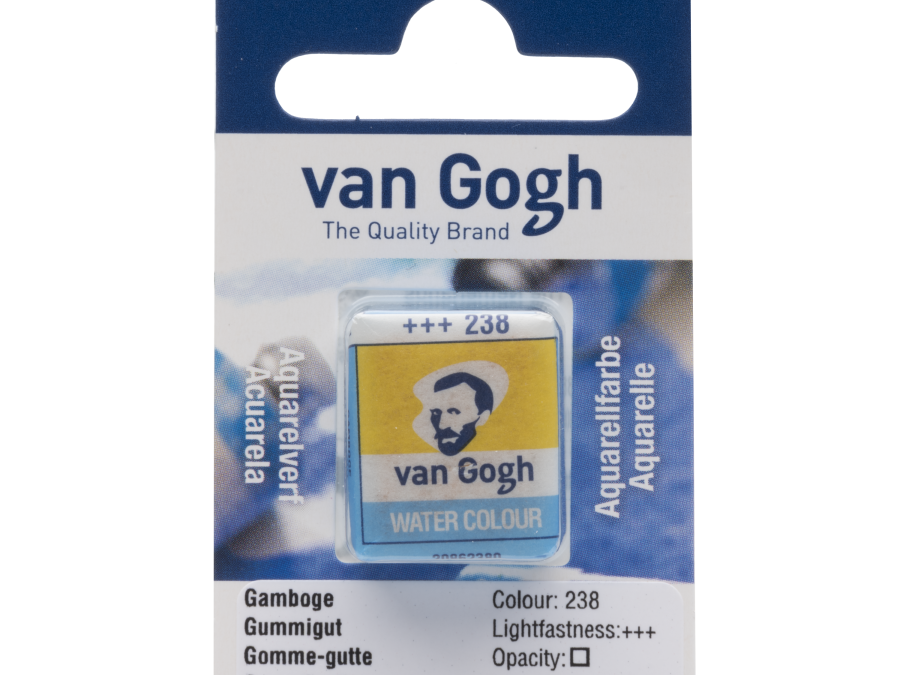 van Gogh
The Quality Brand
+++ 238
van Gogh
WATER COLOUR
Aquarelverf
Acuarela
Aquarellfarbe
Aquarelle
Gamboge
Gummigut
Gomme-gutte
Colour: 238
Lightfastness:+++
Opacity:□